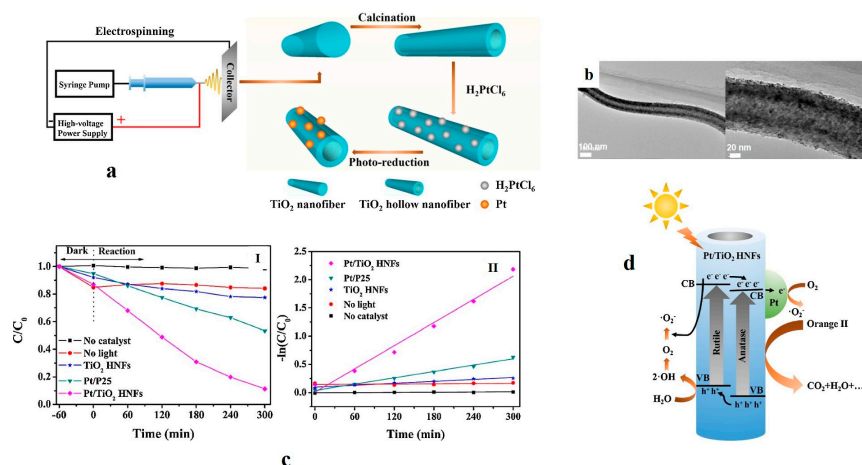 a
Electrospinning
Syringe Pump
High-voltage
Power Supply
-
+
Collector
Calcination
H₂PtCl₆
Photo-reduction
TiO₂ nanofiber
TiO₂ hollow nanofiber
H₂PtCl₆
Pt
b
100 nm
20 nm
I
Dark
Reaction
C/C₀
1.0
0.8
0.6
0.4
0.2
0.0
No catalyst
No light
TiO₂ HNFs
Pt/P25
Pt/TiO₂ HNFs
-60 0 60 120 180 240 300
Time (min)
II
-ln(C/C₀)
2.5
2.0
1.5
1.0
0.5
0.0
-0.5
Pt/TiO₂ HNFs
Pt/P25
TiO₂ HNFs
No light
No catalyst
0 60 120 180 240 300
Time (min)
c
d
Pt/TiO₂ HNFs
e⁻ e⁻ e⁻
CB
e⁻ e⁻ e⁻
CB
e⁻
Pt
O₂
·O₂⁻
Orange II
·O₂⁻
O₂
2·OH
H₂O
Rutile
Anatase
VB
h⁺ h⁺
VB
h⁺ h⁺ h⁺
CO₂+H₂O+…